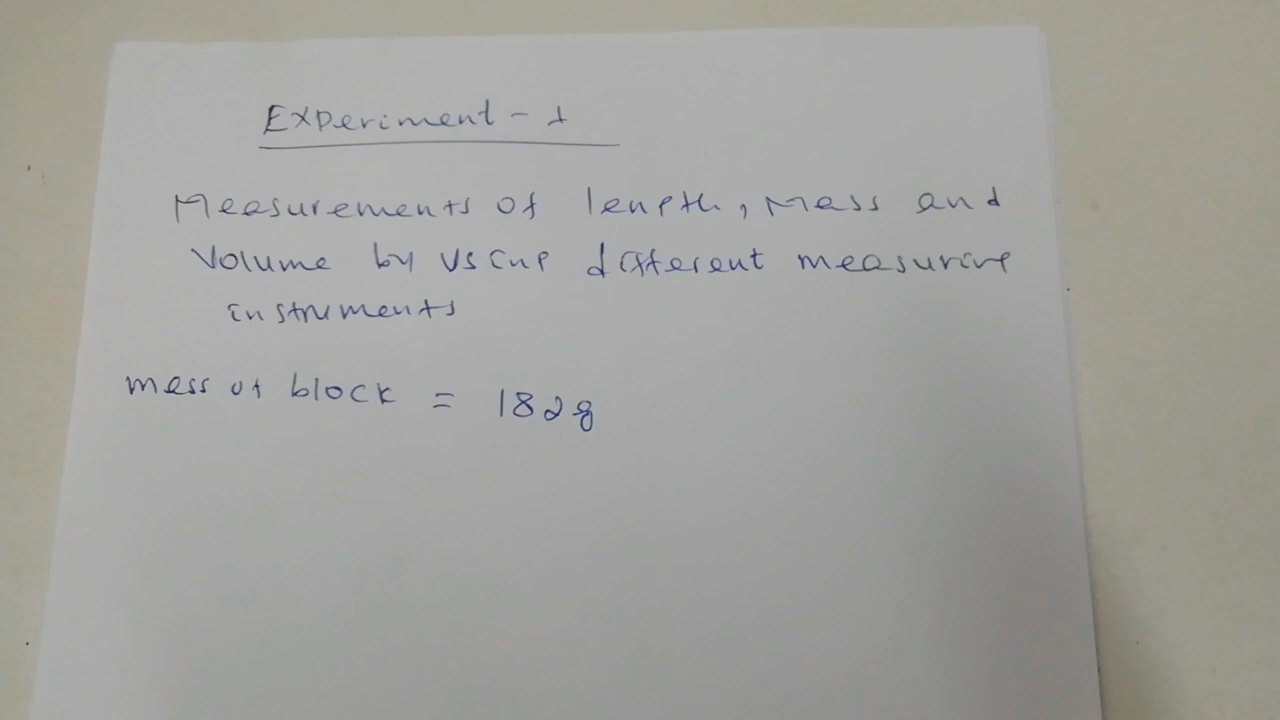 Experiment - 1
Measurements of length, Mass and
Volume by using different measuring
instruments
mass of block = 182g